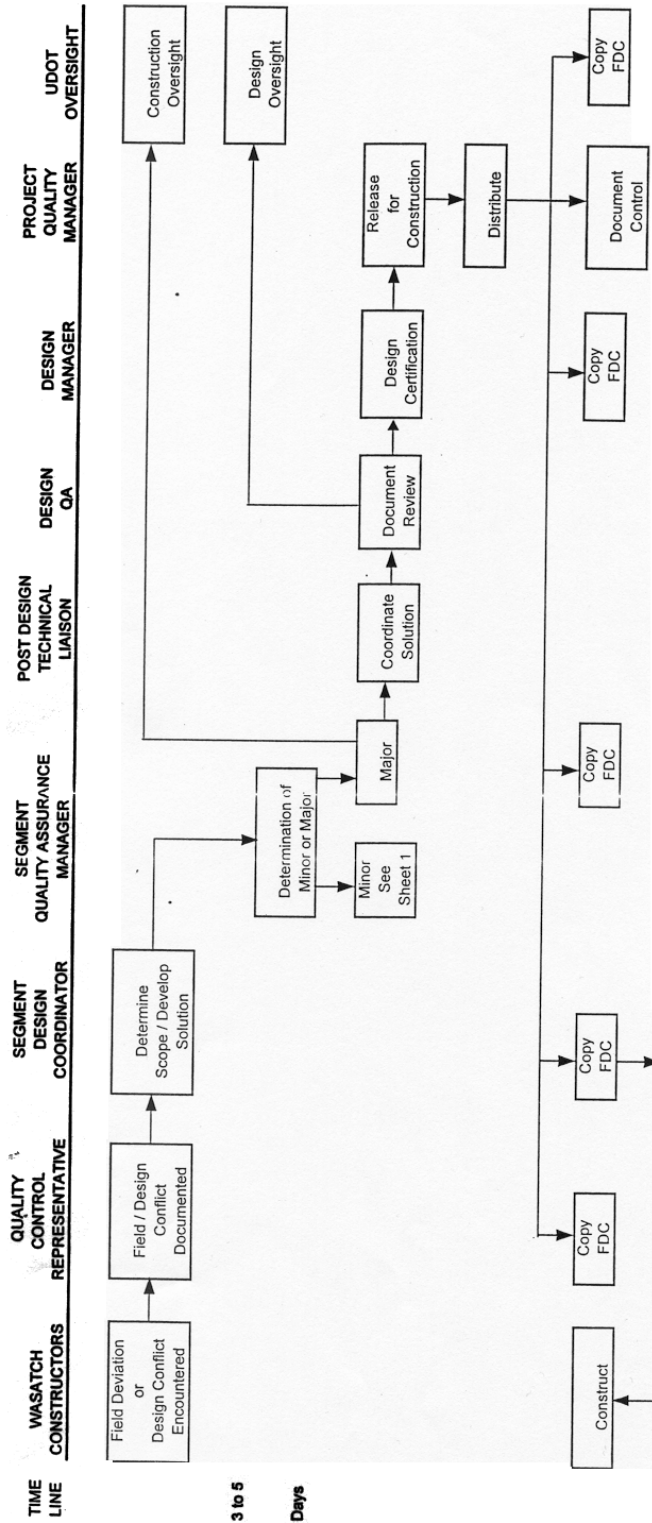 TIME
LINE
WASATCH
CONSTRUCTORS
QUALITY
CONTROL
REPRESENTATIVE
SEGMENT
DESIGN
COORDINATOR
SEGMENT
QUALITY ASSURANCE
MANAGER
POST DESIGN
TECHNICAL
LIAISON
DESIGN
QA
DESIGN
MANAGER
PROJECT
QUALITY
MANAGER
UDOT
OVERSIGHT
Field Deviation
or
Design Conflict
Encountered
Field / Design
Conflict
Documented
Determine
Scope / Develop
Solution
Construction
Oversight
3 to 5
Days
Determination of
Minor or Major
Design
Oversight
Minor
See
Sheet 1
Major
Coordinate
Solution
Document
Review
Design
Certification
Release
for
Construction
Distribute
Construct
Copy
FDC
Copy
FDC
Copy
FDC
Copy
FDC
Document
Control
Copy
FDC